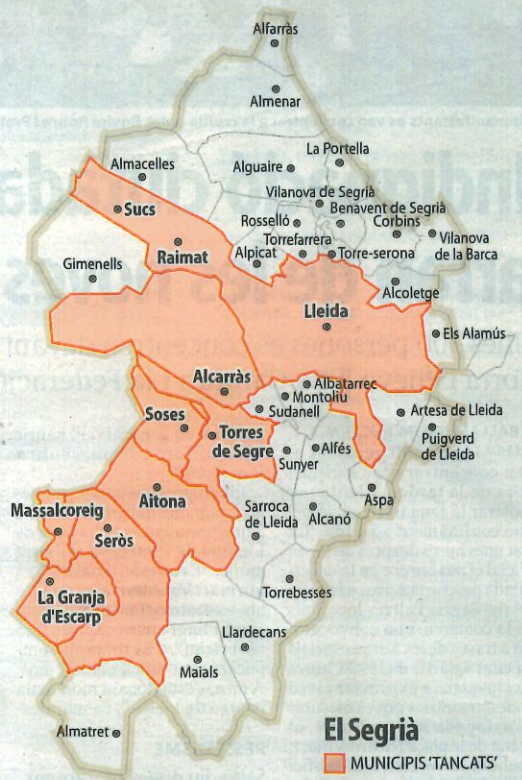 Alfarràs
Almenar
La Portella
Almacelles
Alguaire
Vilanova de Segrià
Sucs
Benavent de Segrià
Rosselló
Corbins
Torrefarrera
Vilanova
de la Barca
Raimat
Alpicat
Torre-serona
Gimenells
Alcoletge
Lleida
Els Alamús
Alcarràs
Albatarrec
Montoliu
Sudanell
Artesa de Lleida
Soses
Torres
de Segre
Alfés
Puigverd
de Lleida
Sunyer
Aitona
Aspa
Massalcoreig
Sarroca
de Lleida
Alcanó
Seròs
La Granja
d'Escarp
Torrebesses
Llardecans
Maials
Almatret
El Segrià
MUNICIPIS 'TANCATS'